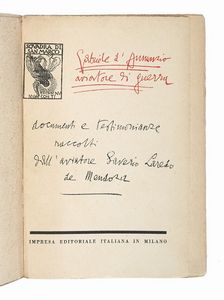 SQUADRA DI
SAN MARCO
Gabriele d'Annunzio
aviatore di guerra
documenti e testimonianze
raccolti
dall'aviatore Saverio Laredo
de Mendoza
IMPRESA EDITORIALE ITALIANA IN MILANO